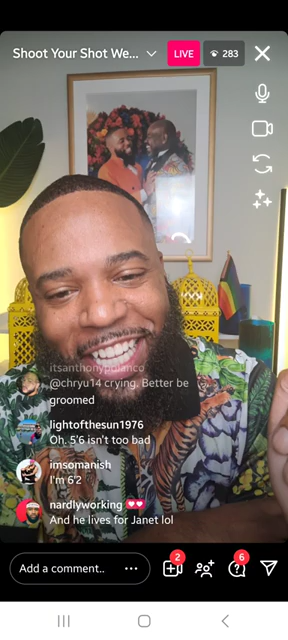 Shoot Your Shot We...
LIVE
283
itsanthonypolanco
@chryu14 crying. Better be
groomed
lightofthesun1976
Oh. 5'6 isn't too bad
imsomanish
I'm 6'2
nardlyworking
And he lives for Janet lol
Add a comment..
2
6